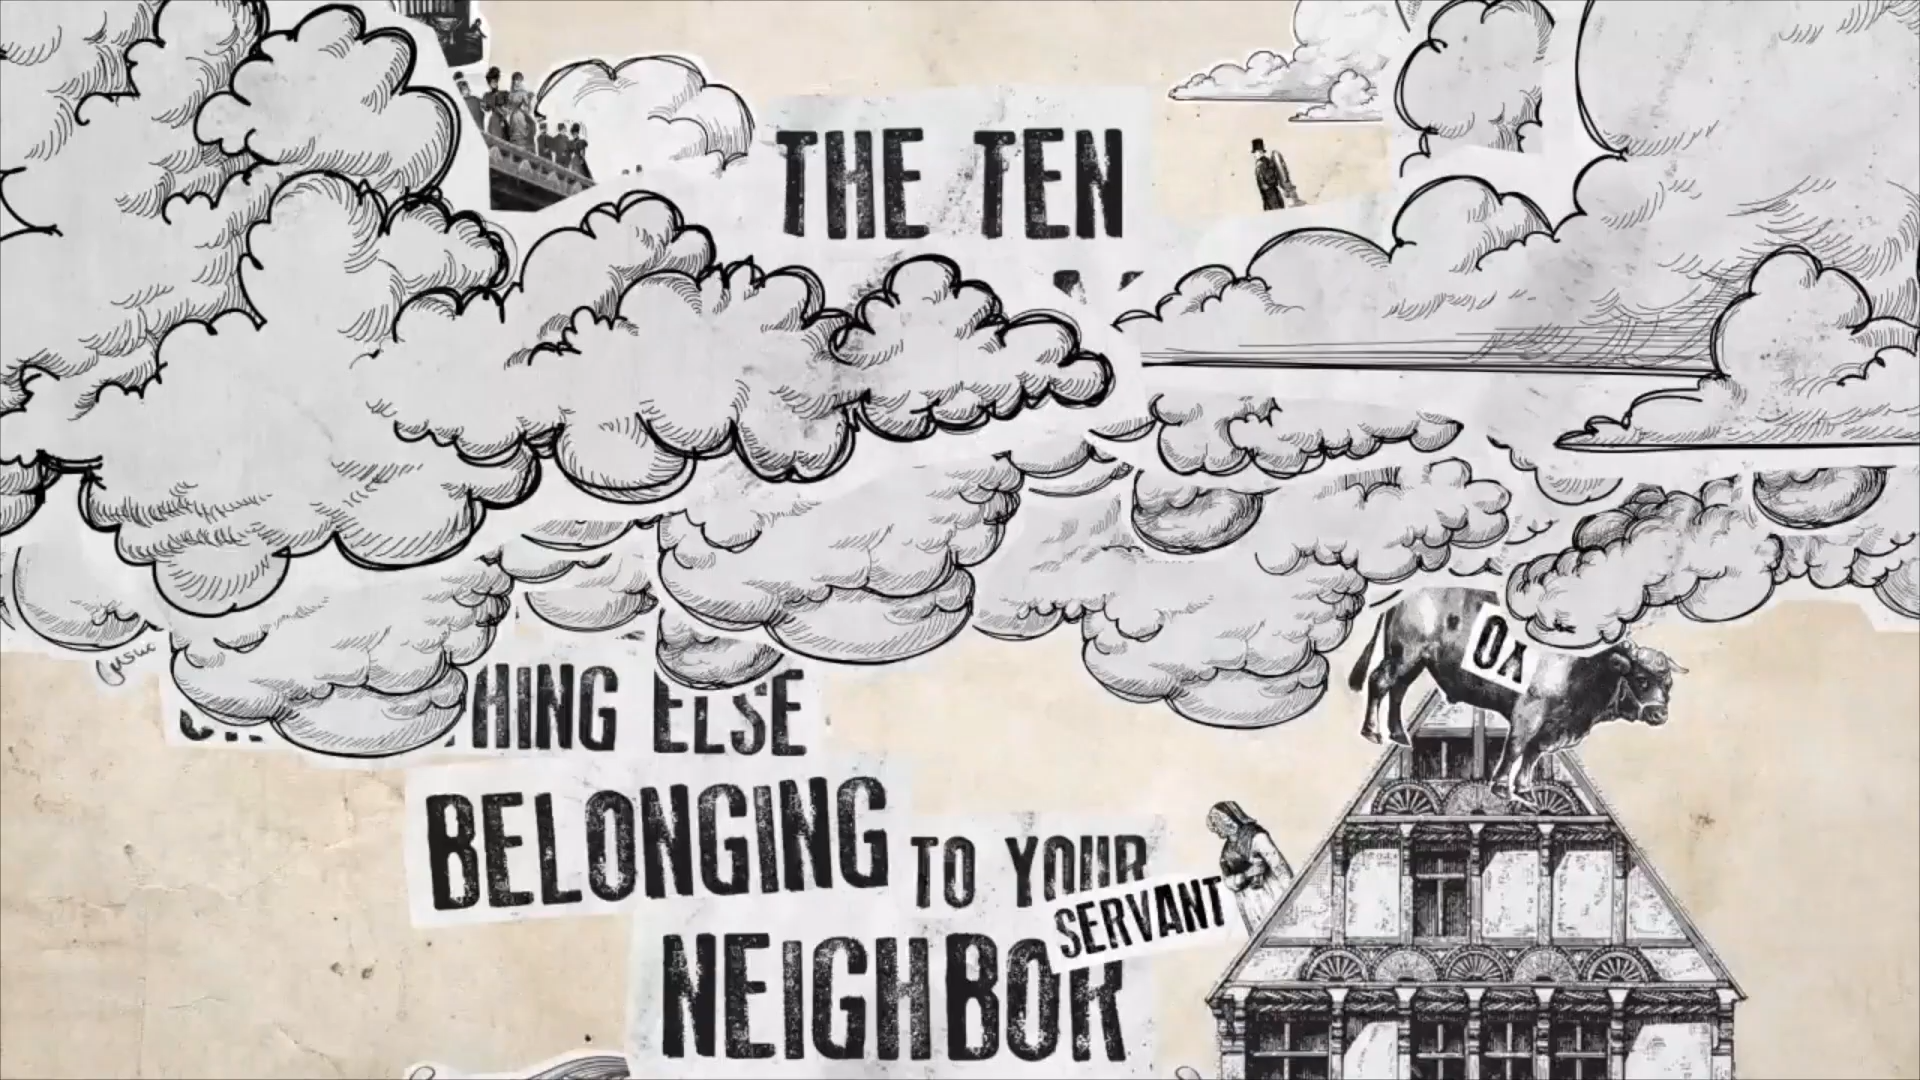 THE TEN
OX
HING ELSE
BELONGING TO YOUR
SERVANT
NEIGHBOR